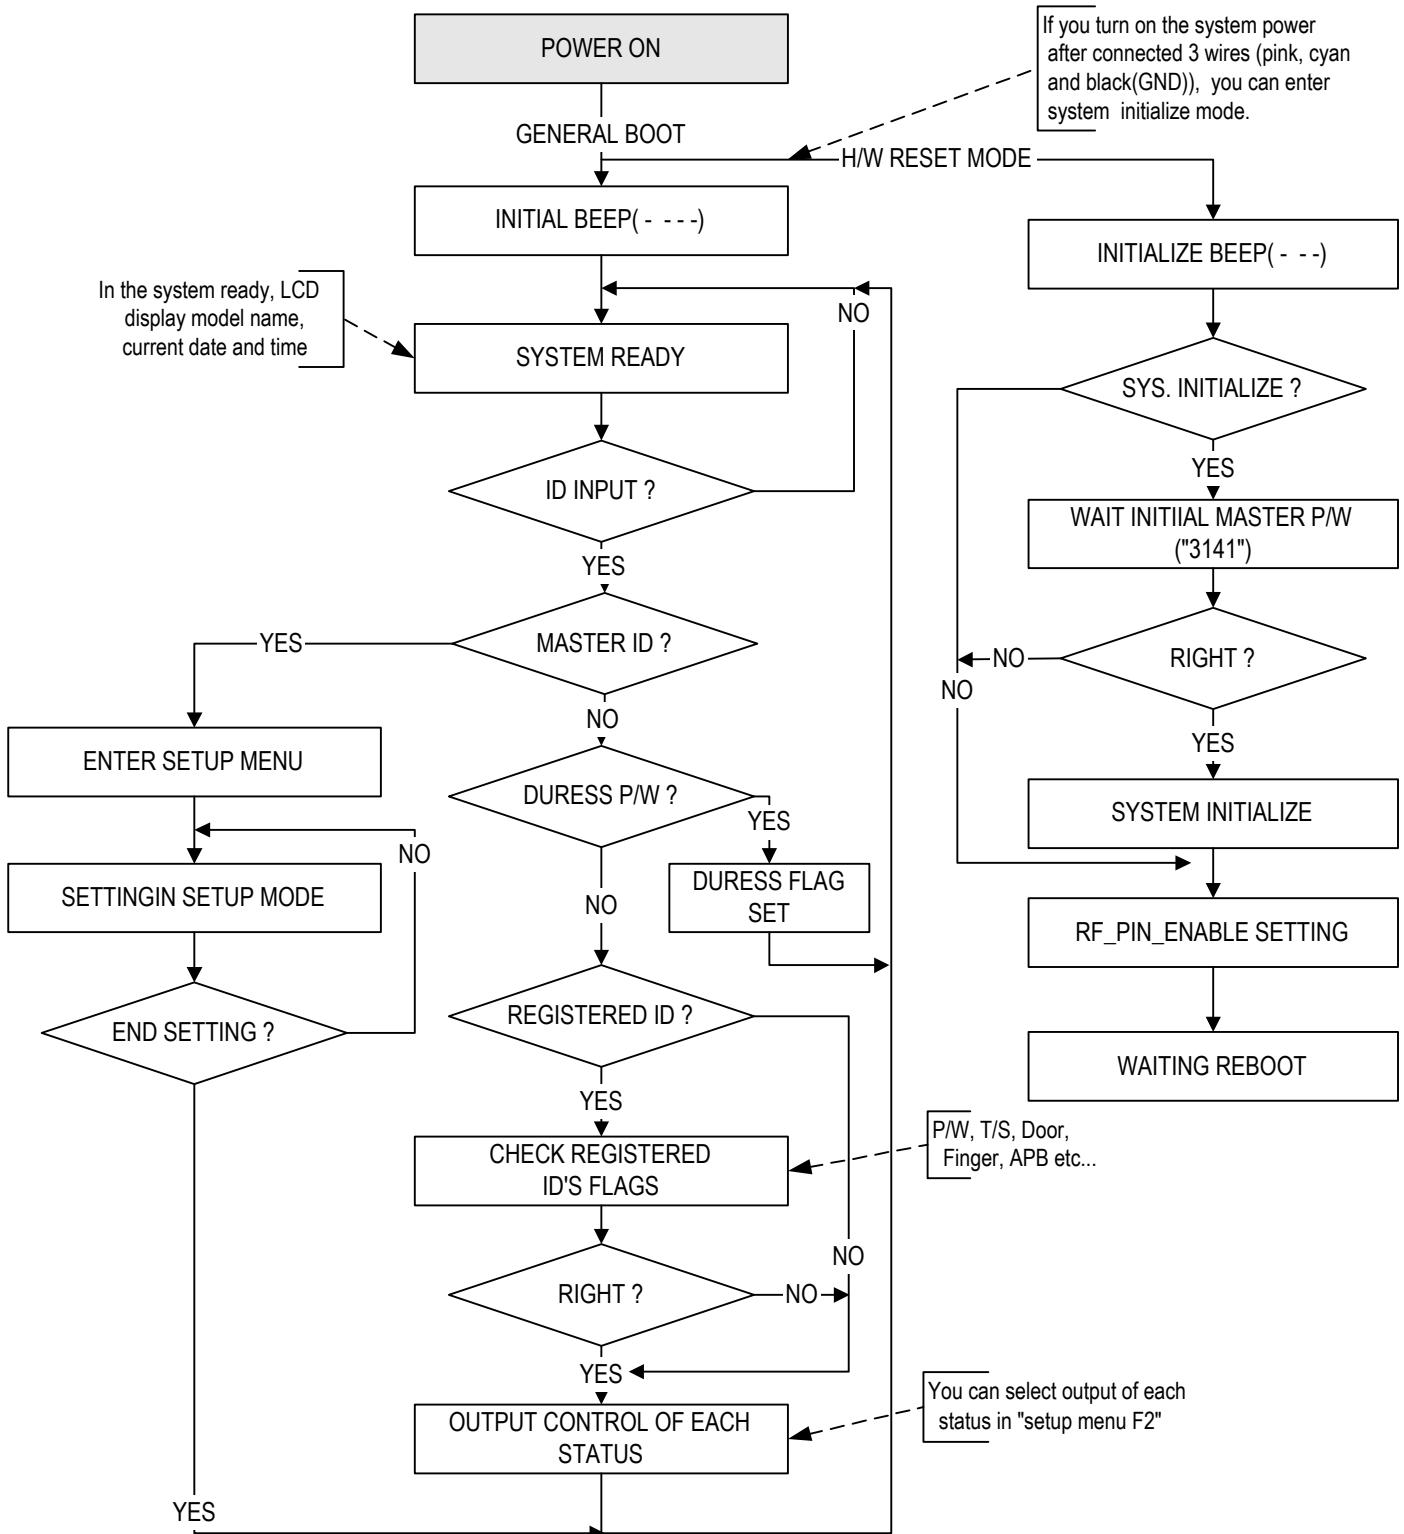 POWER ON
If you turn on the system power
after connected 3 wires (pink, cyan
and black(GND)), you can enter
system initialize mode.
GENERAL BOOT
H/W RESET MODE
INITIAL BEEP( - - - -)
INITIALIZE BEEP( - - -)
In the system ready, LCD
display model name,
current date and time
NO
SYSTEM READY
SYS. INITIALIZE ?
ID INPUT ?
YES
WAIT INITIIAL MASTER P/W
("3141")
YES
MASTER ID ?
YES
NO
RIGHT ?
NO
NO
YES
ENTER SETUP MENU
DURESS P/W ?
YES
SYSTEM INITIALIZE
NO
SETTINGIN SETUP MODE
DURESS FLAG
SET
NO
RF_PIN_ENABLE SETTING
END SETTING ?
REGISTERED ID ?
WAITING REBOOT
YES
CHECK REGISTERED
ID'S FLAGS
P/W, T/S, Door,
Finger, APB etc...
NO
RIGHT ?
NO
YES
OUTPUT CONTROL OF EACH
STATUS
You can select output of each
status in "setup menu F2"
YES